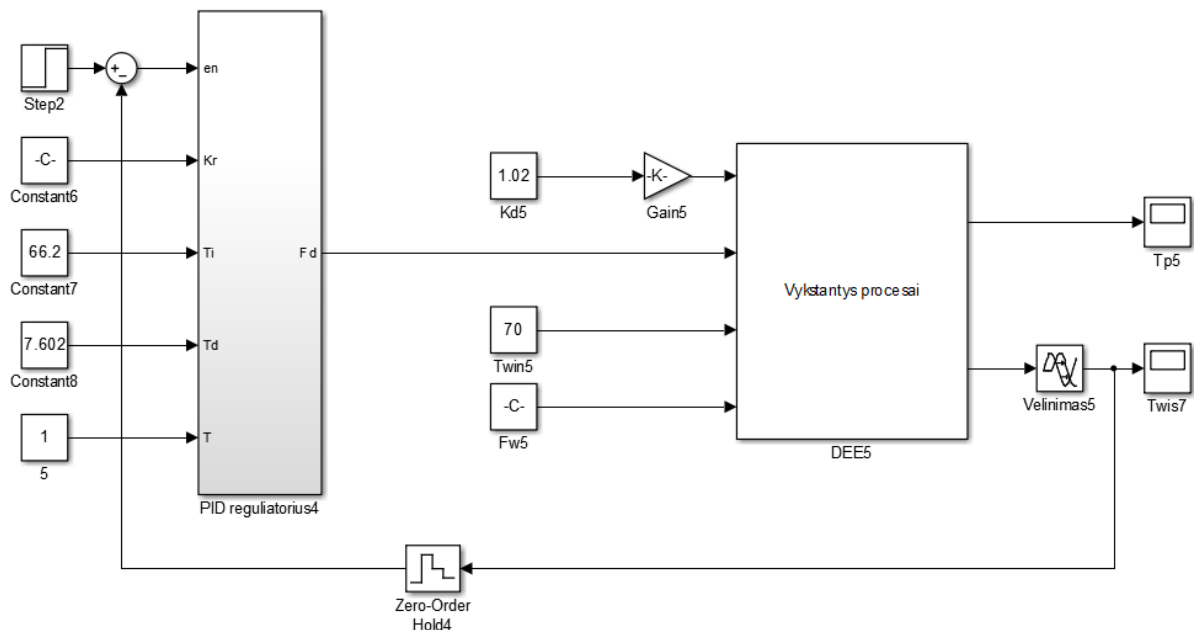 Step2
+
−
-C-
Constant6
66.2
Constant7
7.602
Constant8
1
5
en
Kr
Ti
Td
T
Fd
PID reguliatorius4
1.02
Kd5
-K-
Gain5
70
Twin5
-C-
Fw5
Vykstantys procesai
DEE5
Tp5
Velinimas5
Twis7
Zero-Order
Hold4